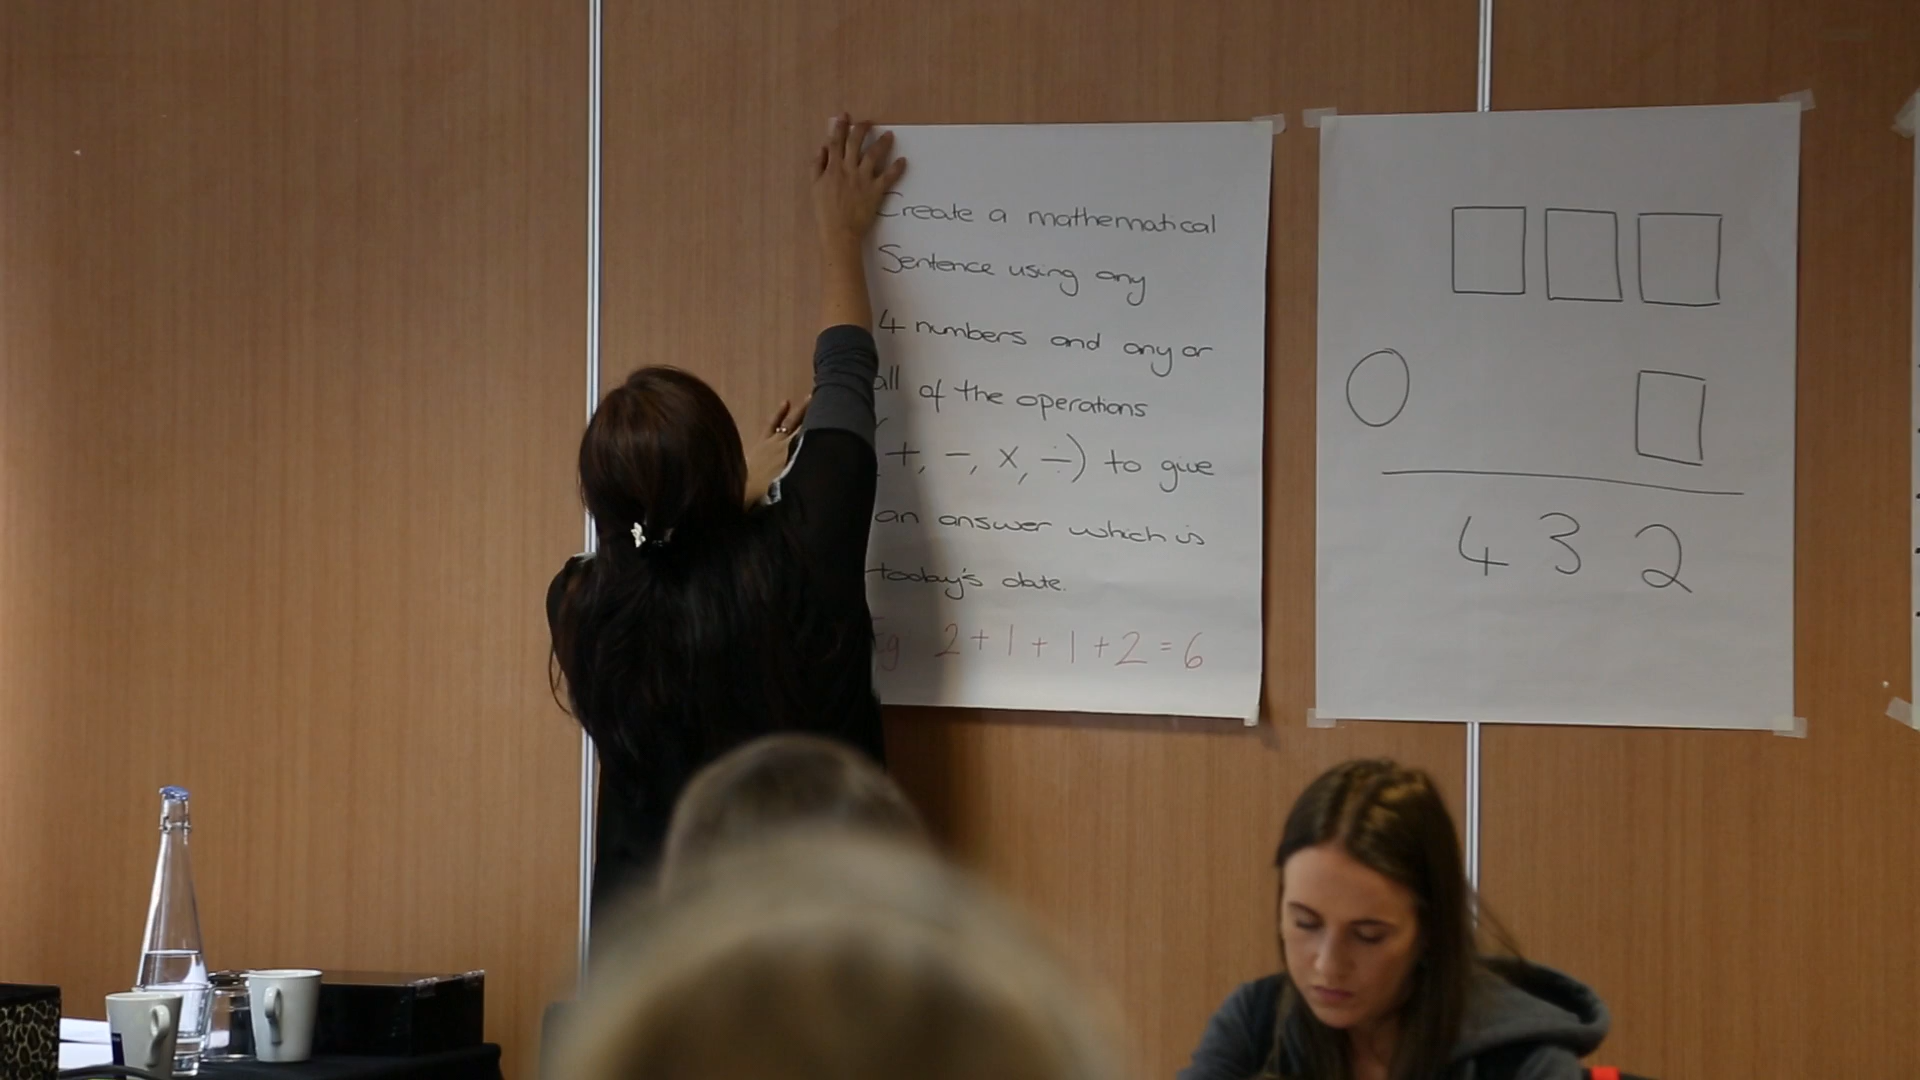 Create a mathematical
Sentence using any
4 numbers and any or
all of the operations
(+, -, x, ÷) to give
an answer which is
today's date.
Eg 2+1+1+2=6
4 3 2